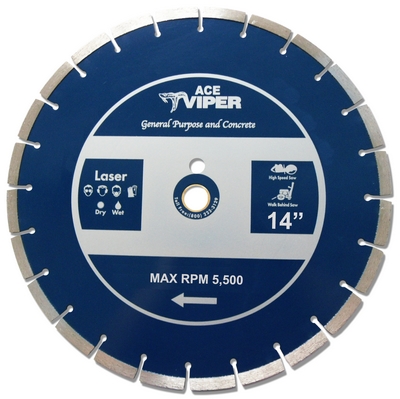 ACE
VIPER
General Purpose and Concrete
Laser
Dry Wet
High Speed Saw
Walk Behind Saw
14”
MAX RPM 5,500